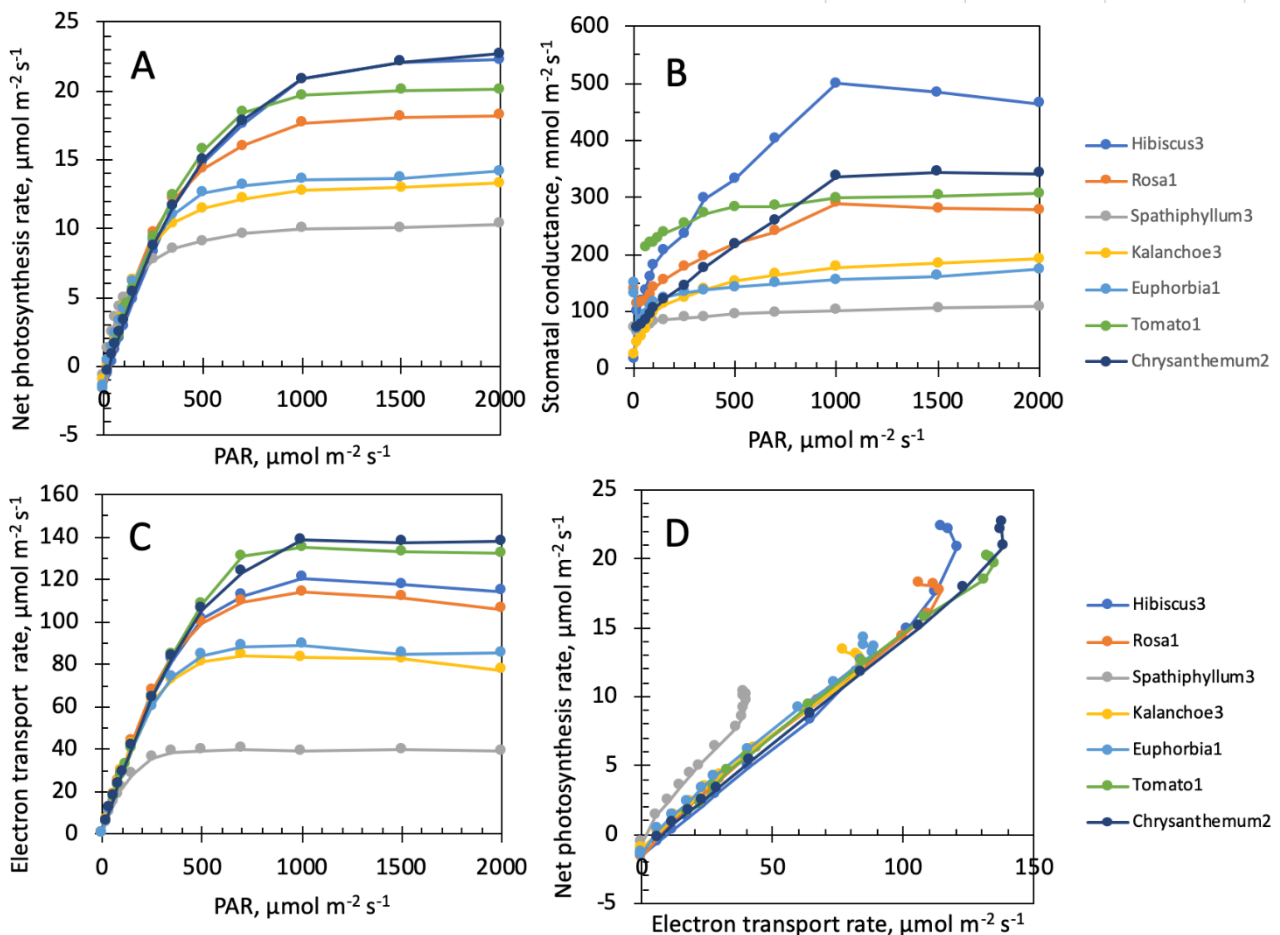 A
Net photosynthesis rate, µmol m⁻² s⁻¹
25
20
15
10
5
0
-5
0
500
1000
1500
2000
PAR, µmol m⁻² s⁻¹
B
Stomatal conductance, mmol m⁻² s⁻¹
600
500
400
300
200
100
0
0
500
1000
1500
2000
PAR, µmol m⁻² s⁻¹
Hibiscus3
Rosa1
Spathiphyllum3
Kalanchoe3
Euphorbia1
Tomato1
Chrysanthemum2
C
Electron transport rate, µmol m⁻² s⁻¹
160
140
120
100
80
60
40
20
0
0
500
1000
1500
2000
PAR, µmol m⁻² s⁻¹
D
Net photosynthesis rate, µmol m⁻² s⁻¹
25
20
15
10
5
0
-5
0
50
100
150
Electron transport rate, µmol m⁻² s⁻¹
Hibiscus3
Rosa1
Spathiphyllum3
Kalanchoe3
Euphorbia1
Tomato1
Chrysanthemum2